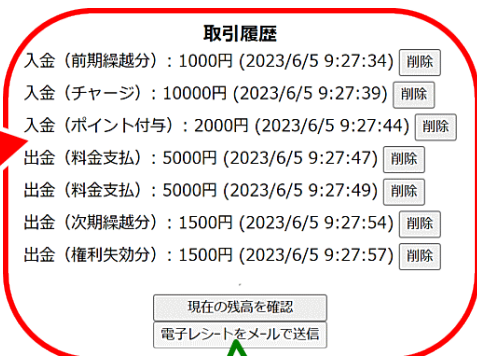 取引履歴
入金（前期繰越分）: 1000円 (2023/6/5 9:27:34) 削除
入金（チャージ）: 10000円 (2023/6/5 9:27:39) 削除
入金（ポイント付与）: 2000円 (2023/6/5 9:27:44) 削除
出金（料金支払）: 5000円 (2023/6/5 9:27:47) 削除
出金（料金支払）: 5000円 (2023/6/5 9:27:49) 削除
出金（次期繰越分）: 1500円 (2023/6/5 9:27:54) 削除
出金（権利失効分）: 1500円 (2023/6/5 9:27:57) 削除
現在の残高を確認
電子レシートをメールで送信